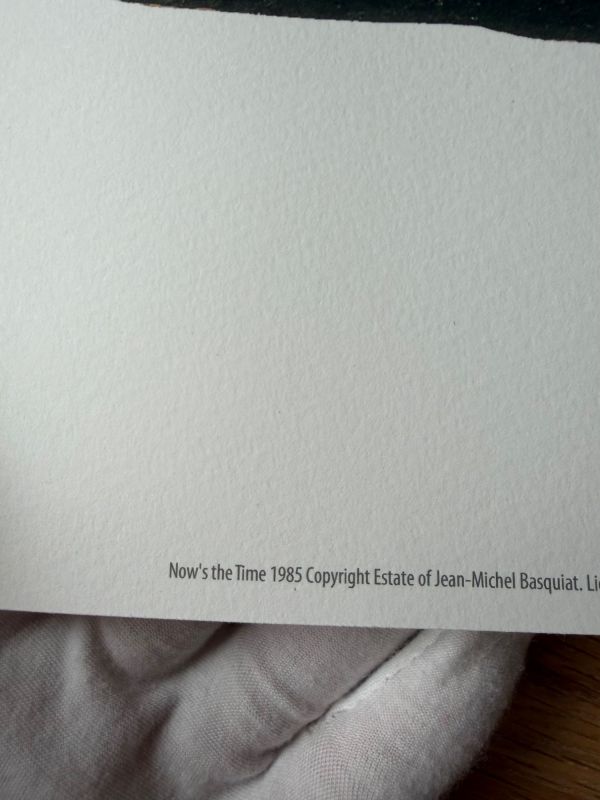 Now's the Time 1985 Copyright Estate of Jean-Michel Basquiat.